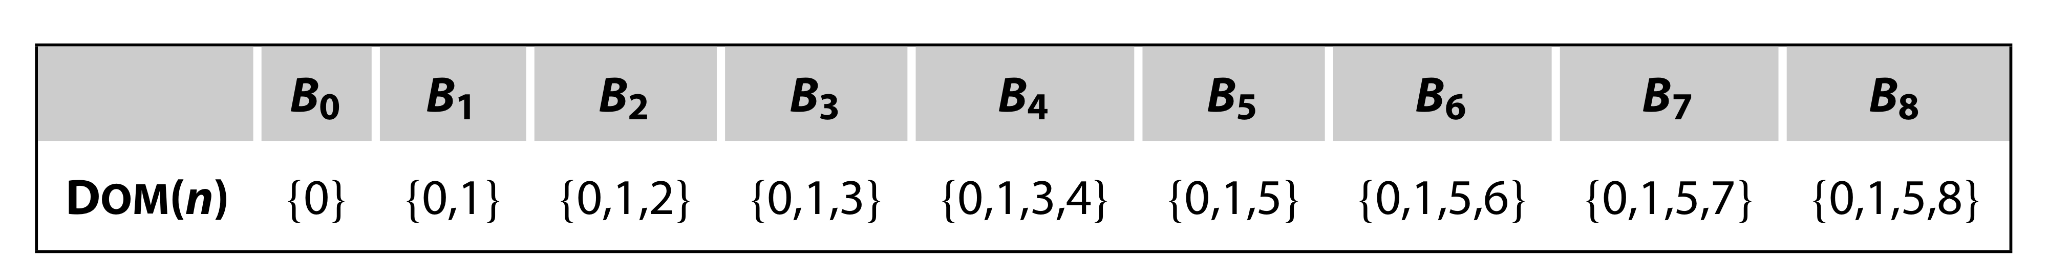 B0 B1 B2 B3 B4 B5 B6 B7 B8
DOM(n) {0} {0,1} {0,1,2} {0,1,3} {0,1,3,4} {0,1,5} {0,1,5,6} {0,1,5,7} {0,1,5,8}